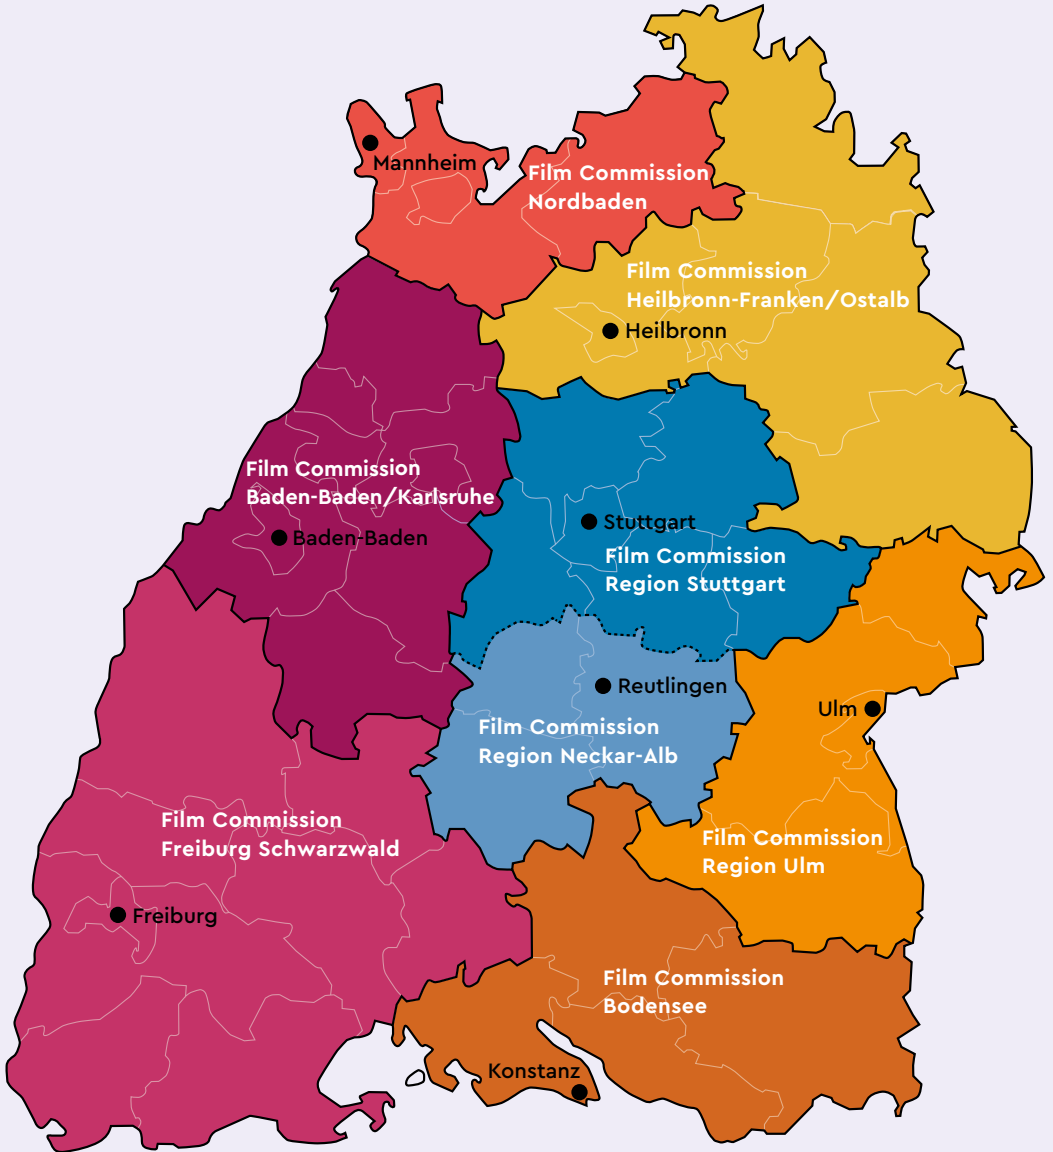 Mannheim
Film Commission
Nordbaden
Film Commission
Heilbronn-Franken/Ostalb
Heilbronn
Film Commission
Baden-Baden/Karlsruhe
Baden-Baden
Stuttgart
Film Commission
Region Stuttgart
Reutlingen
Film Commission
Region Neckar-Alb
Ulm
Film Commission
Region Ulm
Film Commission
Freiburg Schwarzwald
Freiburg
Film Commission
Bodensee
Konstanz